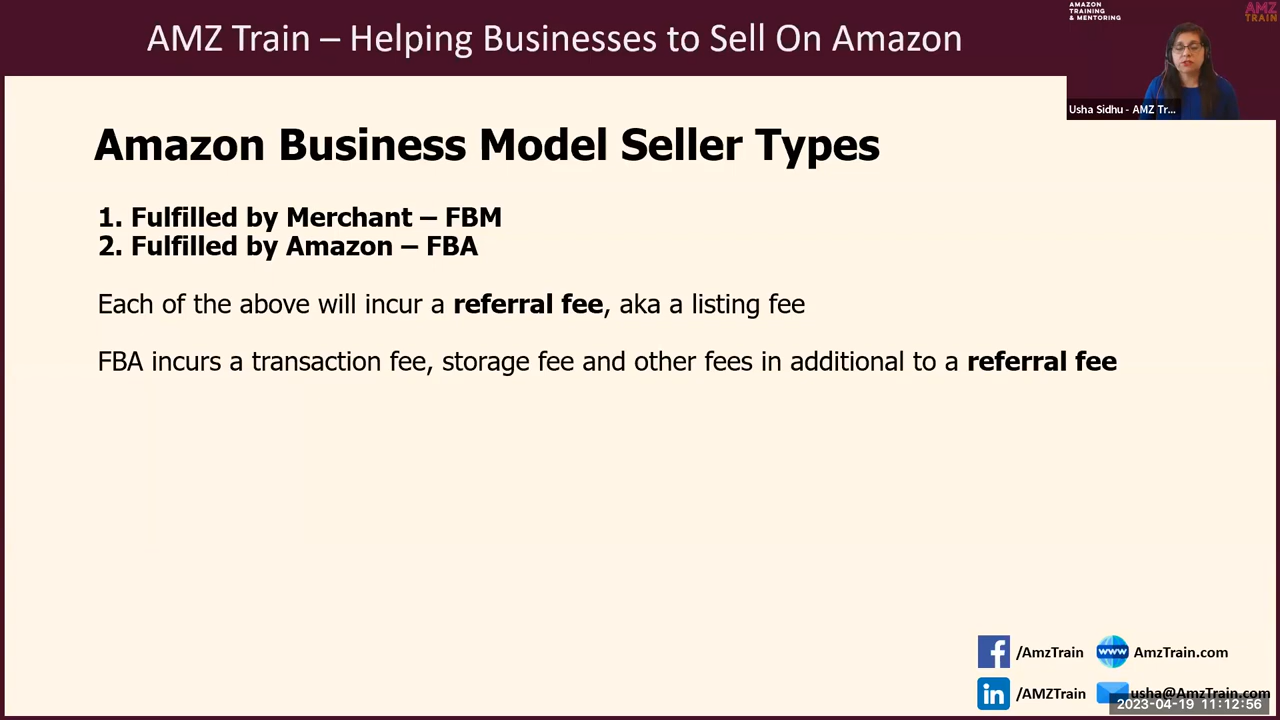 AMZ Train – Helping Businesses to Sell On Amazon
AMAZON
TRAINING
& MENTORING
AMZ
TRAIN
Usha Sidhu - AMZ Tr...
Amazon Business Model Seller Types
1. Fulfilled by Merchant – FBM
2. Fulfilled by Amazon – FBA
Each of the above will incur a referral fee, aka a listing fee
FBA incurs a transaction fee, storage fee and other fees in additional to a referral fee
/AmzTrain
www
AmzTrain.com
in
/AMZTrain
usha@AmzTrain.com
2023-04-19 11:12:56